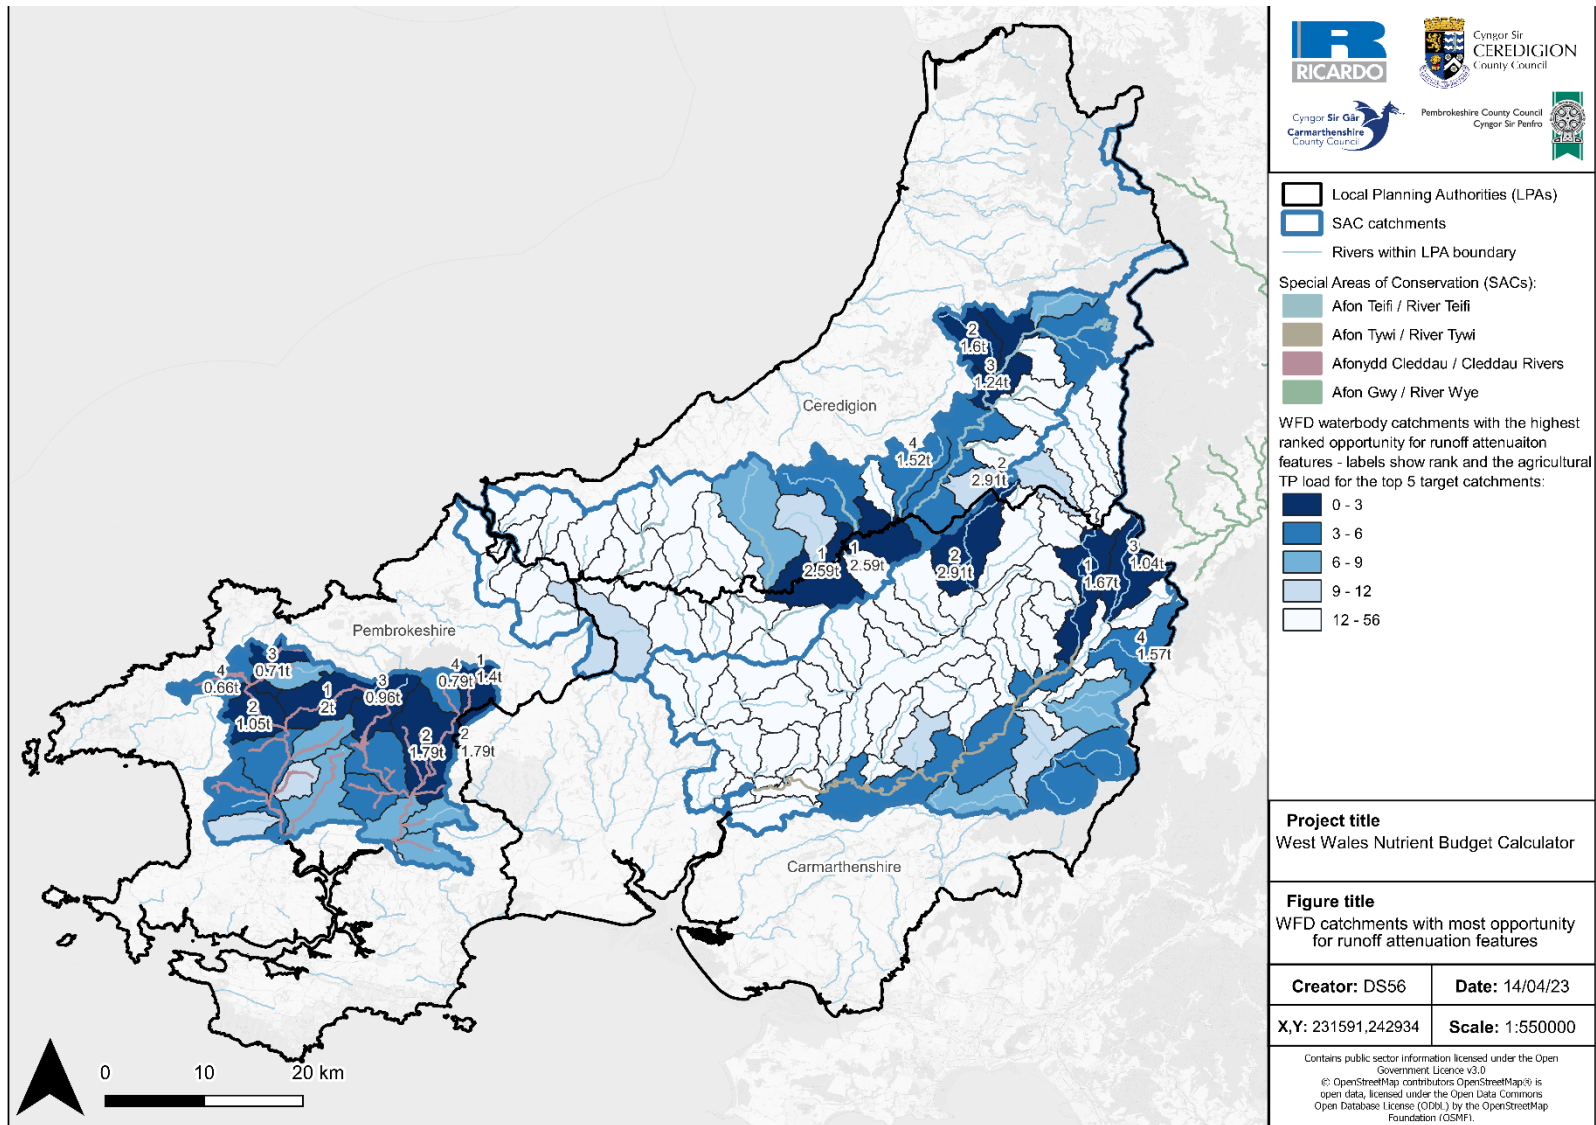 RICARDO
Cyngor Sir
CEREDIGION
County Council
Cyngor Sir Gâr
Carmarthenshire
County Council
Pembrokeshire County Council
Cyngor Sir Penfro
Local Planning Authorities (LPAs)
SAC catchments
Rivers within LPA boundary
Special Areas of Conservation (SACs):
Afon Teifi / River Teifi
Afon Tywi / River Tywi
Afonydd Cleddau / Cleddau Rivers
Afon Gwy / River Wye
WFD waterbody catchments with the highest
ranked opportunity for runoff attenuaiton
features - labels show rank and the agricultural
TP load for the top 5 target catchments:
0 - 3
3 - 6
6 - 9
9 - 12
12 - 56
Project title
West Wales Nutrient Budget Calculator
Figure title
WFD catchments with most opportunity
for runoff attenuation features
Creator: DS56
Date: 14/04/23
X,Y: 231591,242934
Scale: 1:550000
Contains public sector information licensed under the Open
Government Licence v3.0
© OpenStreetMap contributors OpenStreetMap® is
open data, licensed under the Open Data Commons
Open Database License (ODbL) by the OpenStreetMap
Foundation (OSMF).
2
1.6t
3
1.24t
Ceredigion
4
1.52t
2
2.91t
1
2.59t
1
2.59t
2
2.91t
1
1.67t
3
1.04t
4
1.57t
Pembrokeshire
3
0.71t
4
0.66t
2
1.05t
1
2t
3
0.96t
4
0.79t
1
1.4t
2
1.79t
2
1.79t
Carmarthenshire
0
10
20 km